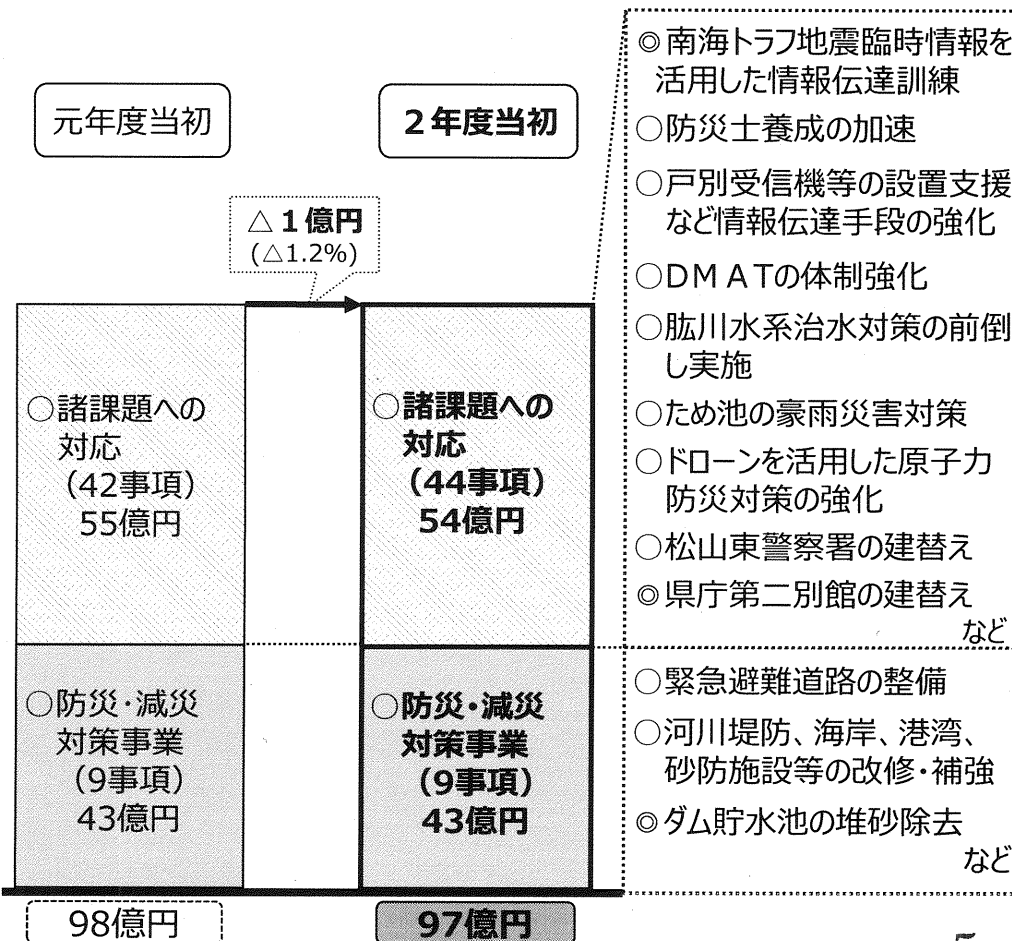 元年度当初
２年度当初
△１億円
(△1.2%)
○諸課題への
対応
（42事項）
55億円
○諸課題への
対応
（44事項）
54億円
○防災・減災
対策事業
（9事項）
43億円
○防災・減災
対策事業
（9事項）
43億円
98億円
97億円
◎南海トラフ地震臨時情報を
活用した情報伝達訓練
○防災士養成の加速
○戸別受信機等の設置支援
など情報伝達手段の強化
○ＤＭＡＴの体制強化
○肱川水系治水対策の前倒
し実施
○ため池の豪雨災害対策
○ドローンを活用した原子力
防災対策の強化
○松山東警察署の建替え
◎県庁第二別館の建替え
など
○緊急避難道路の整備
○河川堤防、海岸、港湾、
砂防施設等の改修・補強
◎ダム貯水池の堆砂除去
など